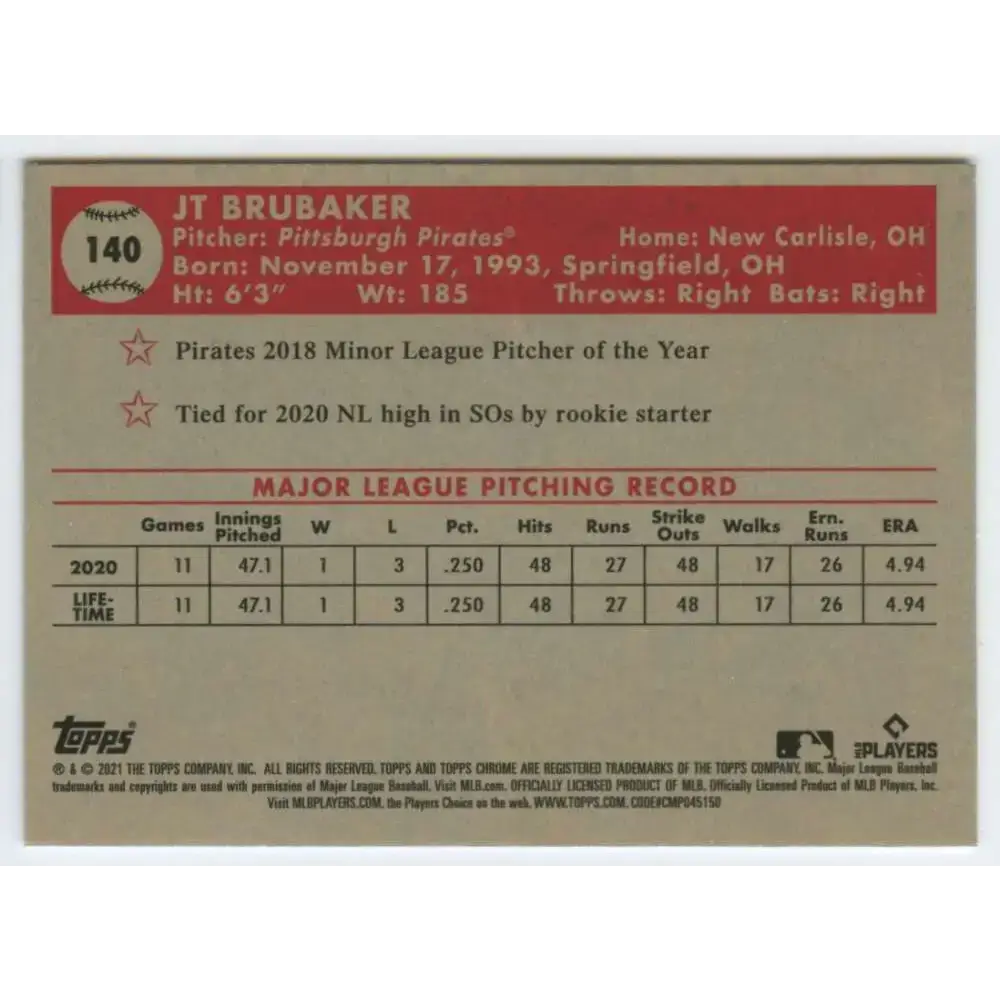 140
JT BRUBAKER
Pitcher: Pittsburgh Pirates® Home: New Carlisle, OH
Born: November 17, 1993, Springfield, OH
Ht: 6'3" Wt: 185 Throws: Right Bats: Right
Pirates 2018 Minor League Pitcher of the Year
Tied for 2020 NL high in SOs by rookie starter
MAJOR LEAGUE PITCHING RECORD
Games Innings Pitched W L Pct. Hits Runs Strike Outs Walks Ern. Runs ERA
2020 11 47.1 1 3 .250 48 27 48 17 26 4.94
LIFE-TIME 11 47.1 1 3 .250 48 27 48 17 26 4.94
topps®
MLB PLAYERS
® & © 2021 THE TOPPS COMPANY, INC. ALL RIGHTS RESERVED. TOPPS AND TOPPS CHROME ARE REGISTERED TRADEMARKS OF THE TOPPS COMPANY, INC. Major League Baseball
trademarks and copyrights are used with permission of Major League Baseball. Visit MLB.com. OFFICIALLY LICENSED PRODUCT OF MLB. Officially Licensed Product of MLB Players, Inc.
Visit MLBPLAYERS.COM, the Players Choice on the web. WWW.TOPPS.COM. CODE#CMP045150